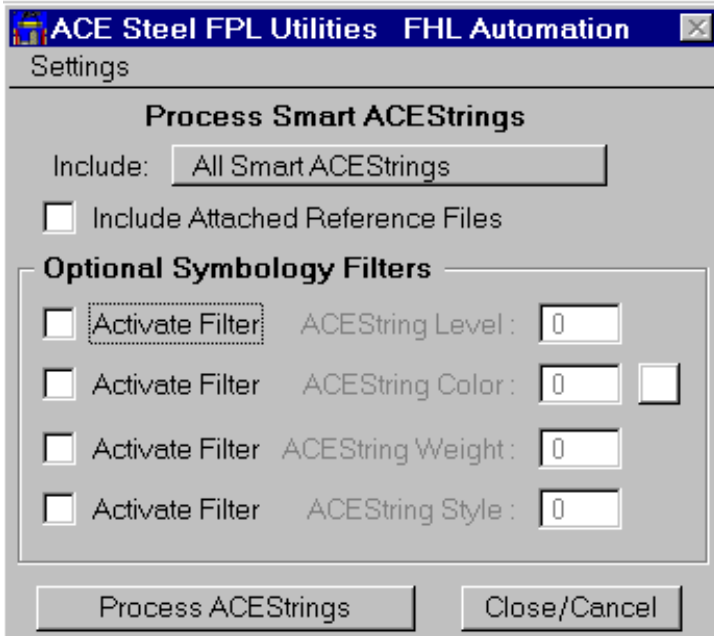 ACE Steel FPL Utilities FHL Automation
Settings
Process Smart ACEStrings
Include: All Smart ACEStrings
Include Attached Reference Files
Optional Symbology Filters
Activate Filter ACEString Level : 0
Activate Filter ACEString Color : 0
Activate Filter ACEString Weight : 0
Activate Filter ACEString Style : 0
Process ACEStrings Close/Cancel